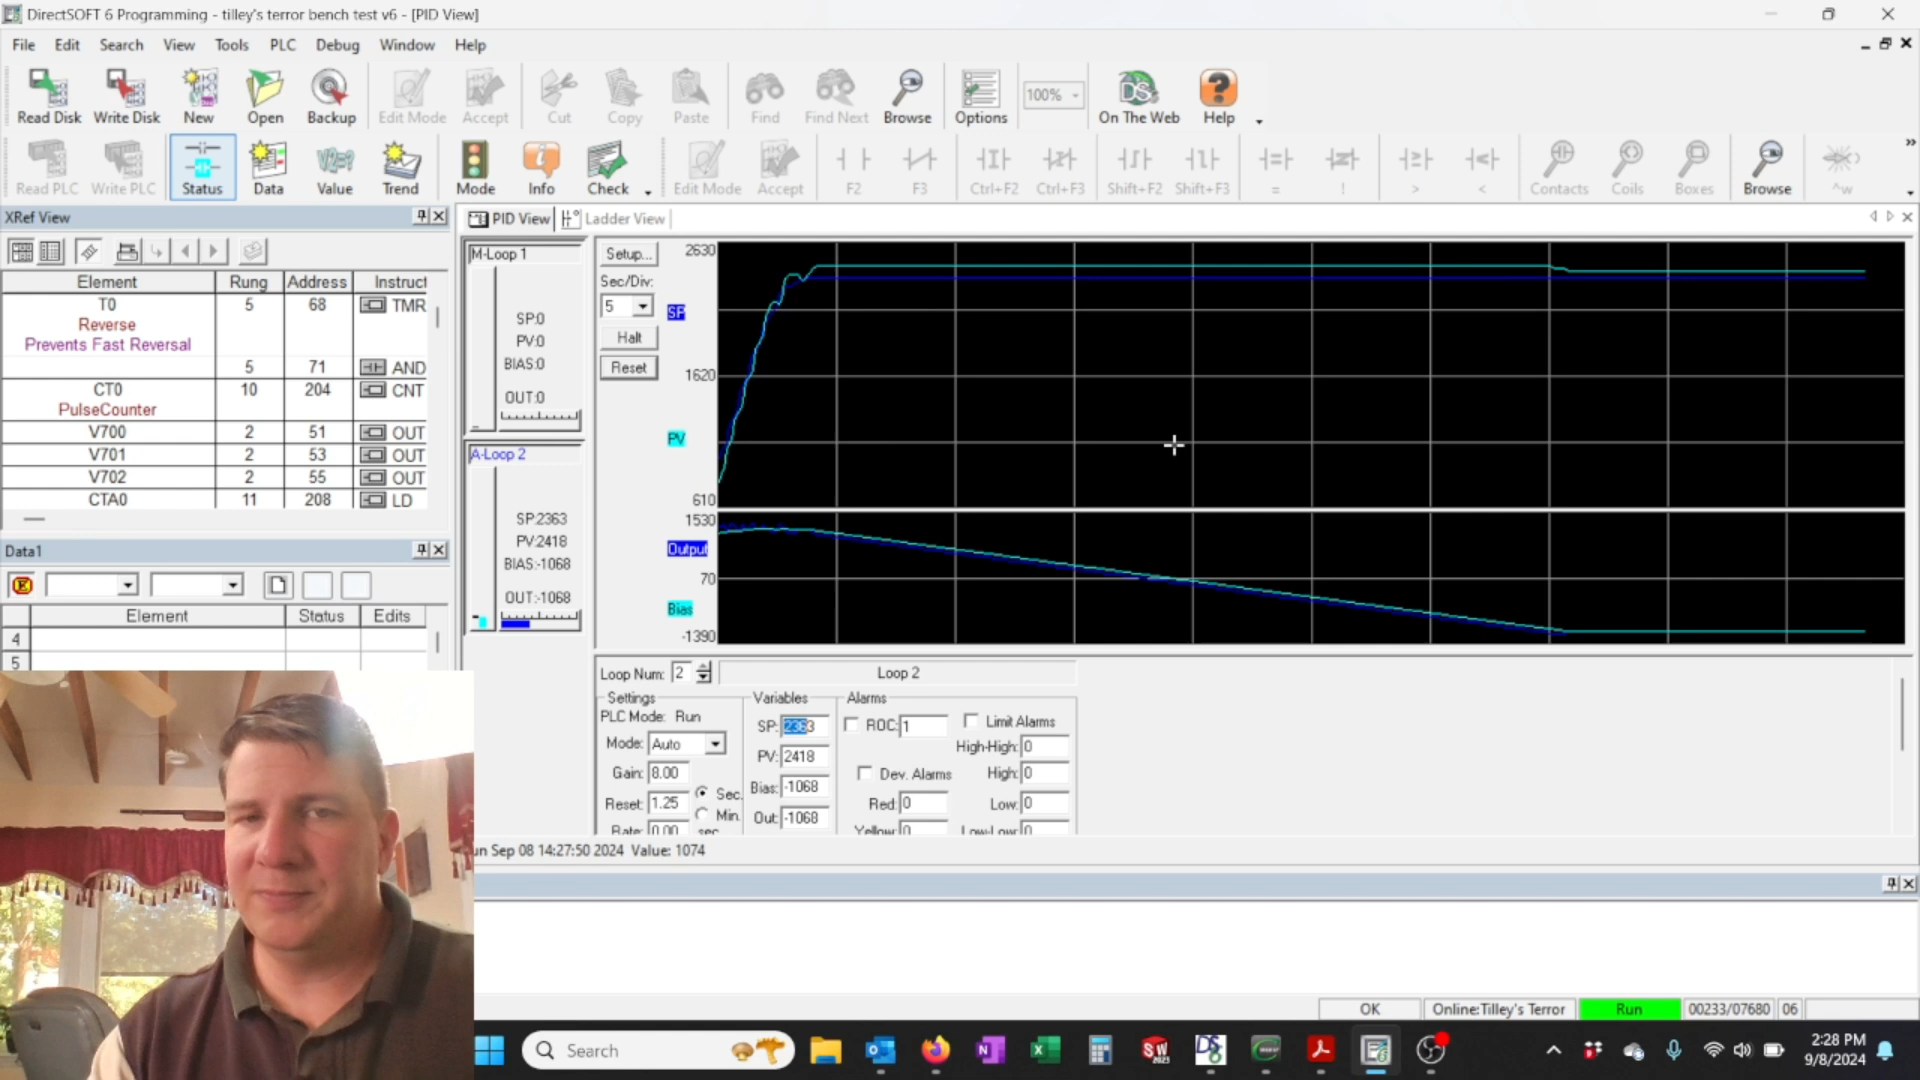 DirectSOFT 6 Programming - tilley's terror bench test v6 - [PID View]
File Edit Search View Tools PLC Debug Window Help
Read Disk Write Disk New Open Backup Edit Mode Accept Cut Copy Paste Find Find Next Browse Options 100% On The Web Help
Read PLC Write PLC Status Data Value Trend Mode Info Check Edit Mode Accept F2 F3 Ctrl+F2 Ctrl+F3 Shift+F2 Shift+F3 = ! > < Contacts Coils Boxes Browse ^w
XRef View
Element Rung Address Instruct
T0 5 68 TMR
Reverse
Prevents Fast Reversal
5 71 AND
CT0 10 204 CNT
PulseCounter
V700 2 51 OUT
V701 2 53 OUT
V702 2 55 OUT
CTA0 11 208 LD
Data1
Element Status Edits
4
5
PID View Ladder View
M-Loop 1
SP:0
PV:0
BIAS:0
OUT:0
A-Loop 2
SP:2363
PV:2418
BIAS:-1068
OUT:-1068
Setup...
Sec/Div:
5
Halt
Reset
2630
SP
1620
PV
610
1530
Output
70
Bias
-1390
Loop Num: 2 Loop 2
Settings
PLC Mode: Run
Mode: Auto
Gain: 8.00
Reset: 1.25 Sec.
Min.
Rate: 0.00 sec
Variables
SP: 2363
PV: 2418
Bias: -1068
Out: -1068
Alarms
ROC: 1 Limit Alarms
High-High: 0
Dev. Alarms High: 0
Red: 0 Low: 0
Yellow: 0 Low-Low: 0
un Sep 08 14:27:50 2024 Value: 1074
OK Online:Tilley's Terror Run 00233/07680 06
Search
2:28 PM
9/8/2024